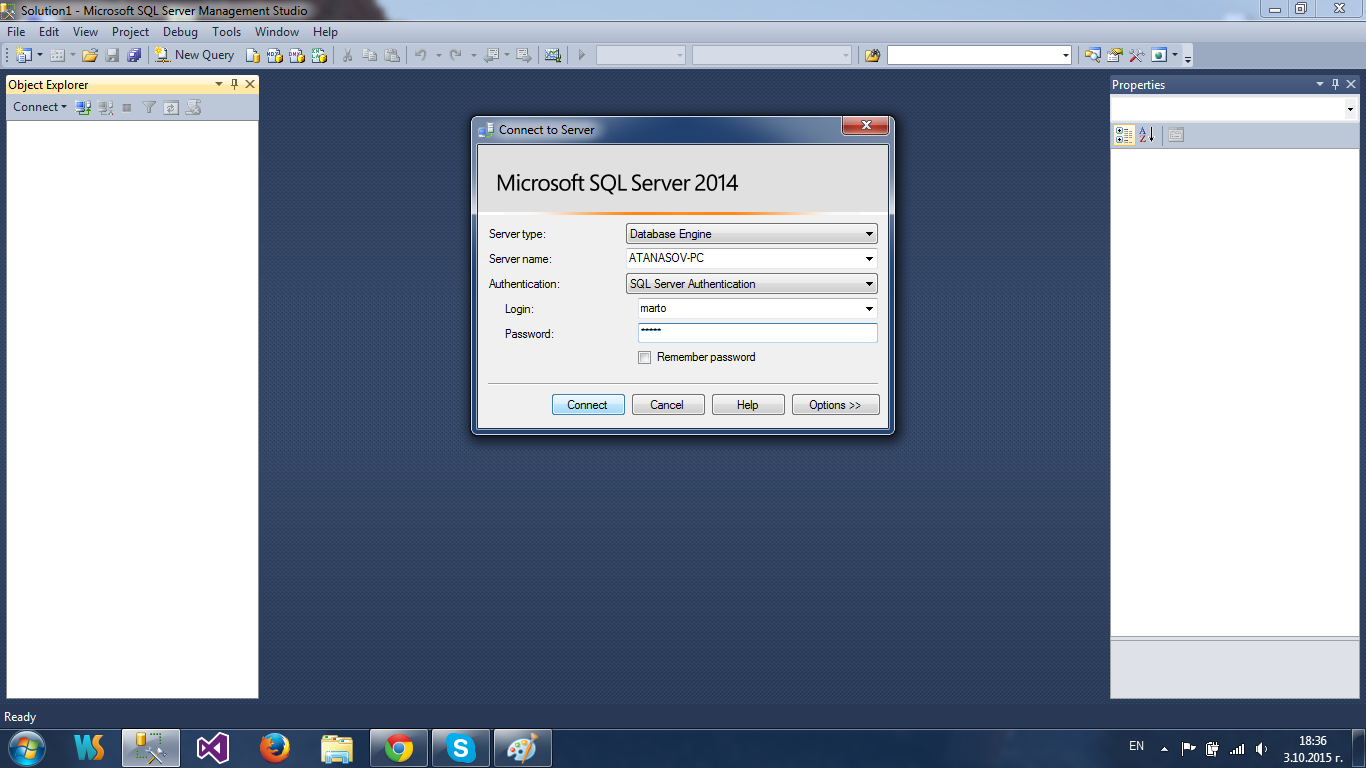 Solution1 - Microsoft SQL Server Management Studio
File Edit View Project Debug Tools Window Help
New Query
Object Explorer
Connect
Properties
Connect to Server
Microsoft SQL Server 2014
Server type: Database Engine
Server name: ATANASOV-PC
Authentication: SQL Server Authentication
Login: marto
Password: *****
Remember password
Connect Cancel Help Options >>
Ready
EN 18:36
3.10.2015 г.